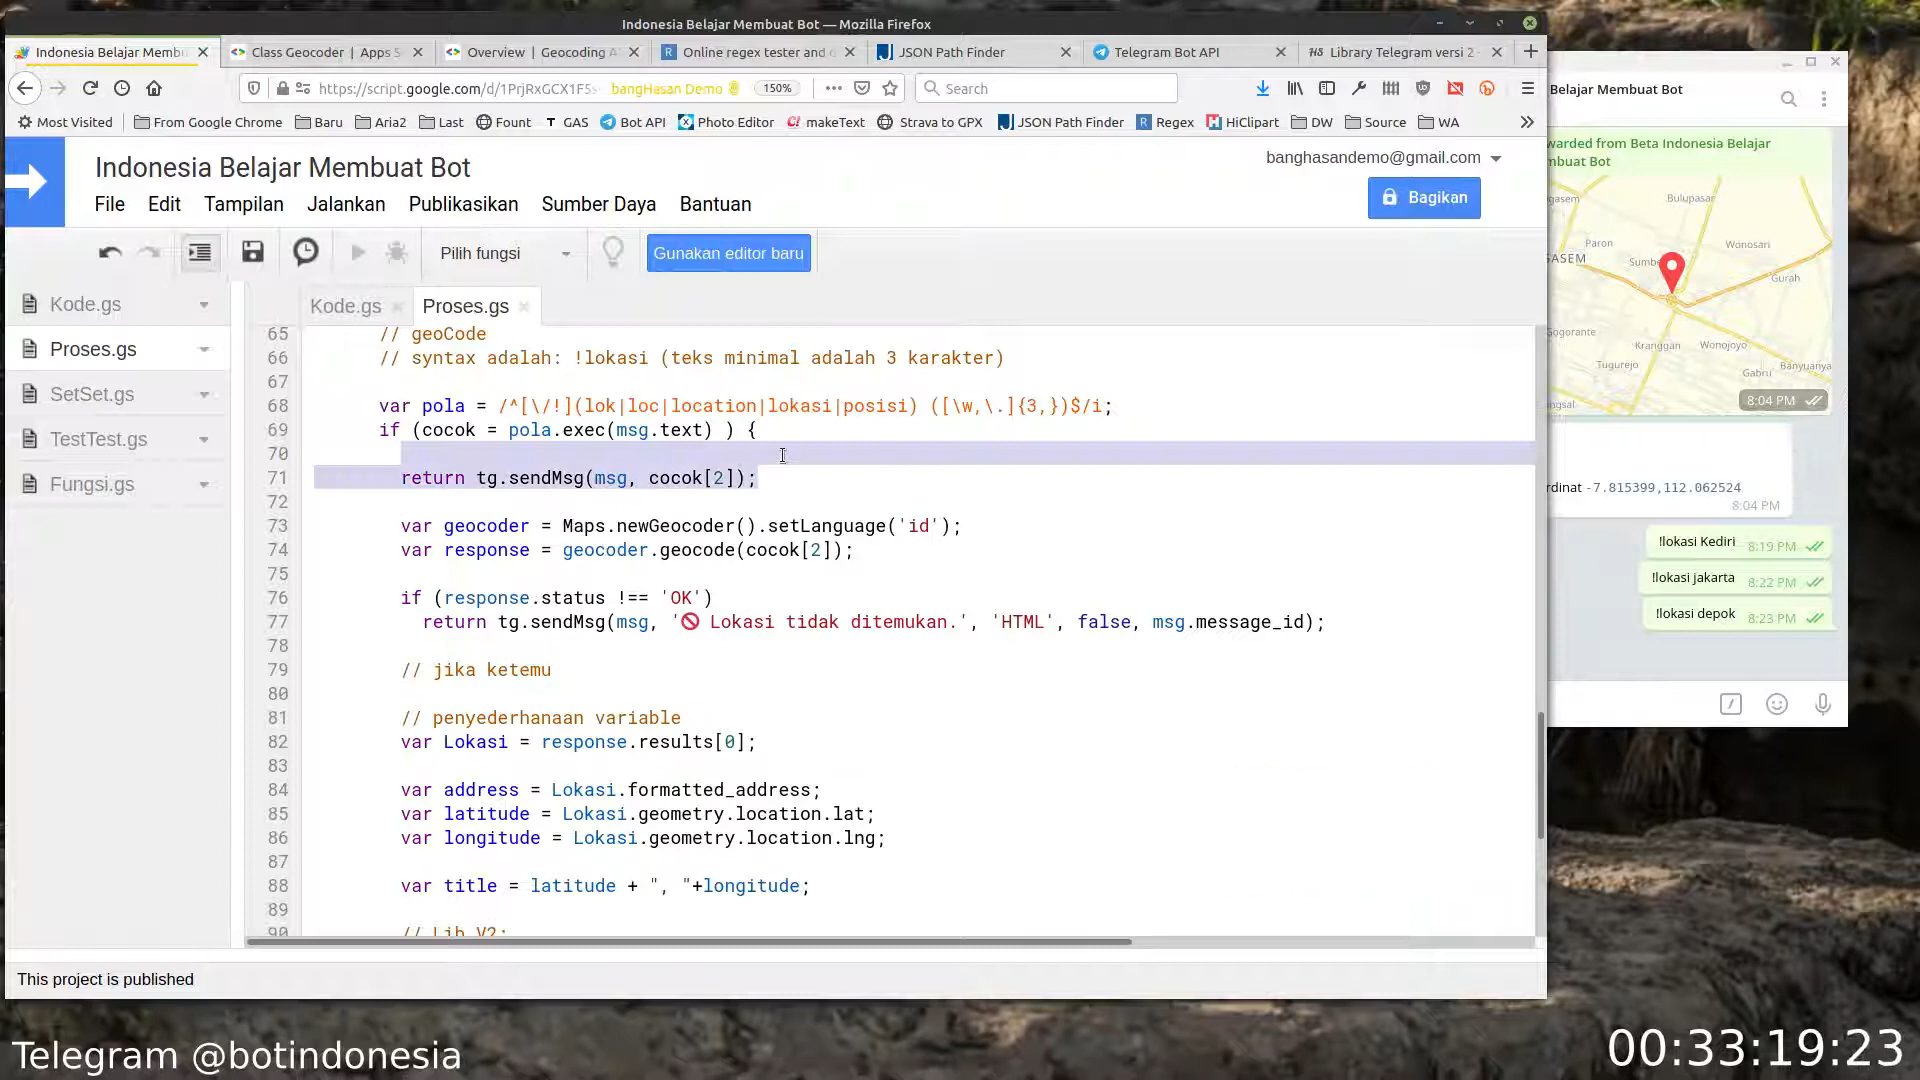 Indonesia Belajar Membuat Bot — Mozilla Firefox
Indonesia Belajar Membu
Class Geocoder | Apps S
Overview | Geocoding A
Online regex tester and d
JSON Path Finder
Telegram Bot API
Library Telegram versi 2
https://script.google.com/d/1PrjRxGCX1F5s
bangHasan Demo
150%
Search
Most Visited
From Google Chrome
Baru
Aria2
Last
Fount
GAS
Bot API
Photo Editor
makeText
Strava to GPX
JSON Path Finder
Regex
HiClipart
DW
Source
WA
Indonesia Belajar Membuat Bot
banghasandemo@gmail.com
Bagikan
File Edit Tampilan Jalankan Publikasikan Sumber Daya Bantuan
Pilih fungsi
Gunakan editor baru
Kode.gs
Proses.gs
SetSet.gs
TestTest.gs
Fungsi.gs
Kode.gs
Proses.gs
65 // geoCode
66 // syntax adalah: !lokasi (teks minimal adalah 3 karakter)
67
68 var pola = /^[\/!](lok|loc|location|lokasi|posisi) ([\w,\.]{3,})$/i;
69 if (cocok = pola.exec(msg.text) ) {
70
71 return tg.sendMsg(msg, cocok[2]);
72
73 var geocoder = Maps.newGeocoder().setLanguage('id');
74 var response = geocoder.geocode(cocok[2]);
75
76 if (response.status !== 'OK')
77 return tg.sendMsg(msg, '🚫 Lokasi tidak ditemukan.', 'HTML', false, msg.message_id);
78
79 // jika ketemu
80
81 // penyederhanaan variable
82 var Lokasi = response.results[0];
83
84 var address = Lokasi.formatted_address;
85 var latitude = Lokasi.geometry.location.lat;
86 var longitude = Lokasi.geometry.location.lng;
87
88 var title = latitude + ", "+longitude;
89
90 // Lib V2:
This project is published
Belajar Membuat Bot
warded from Beta Indonesia Belajar
mbuat Bot
gasem
Bulupasar
Paron
Wonosari
GASEM
Sumbe
Gurah
Gogorante
Kranggan
Wonojoyo
Tugurejo
Gabru
Banyuanya
ngsal
8:04 PM
rdinat -7.815399,112.062524
8:04 PM
!lokasi Kediri 8:19 PM
!lokasi jakarta 8:22 PM
!lokasi depok 8:23 PM
Telegram @botindonesia
00:33:19:23